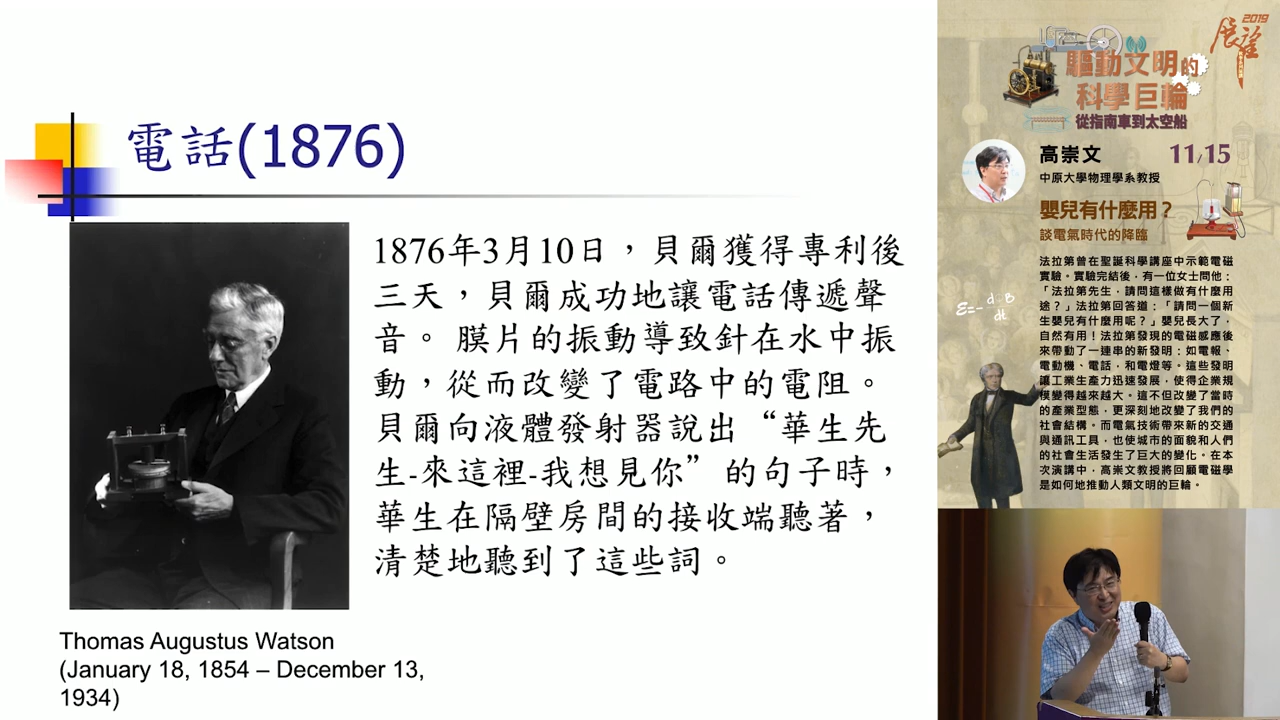 電話(1876)
1876年3月10日，貝爾獲得專利後
三天，貝爾成功地讓電話傳遞聲
音。 膜片的振動導致針在水中振
動，從而改變了電路中的電阻。
貝爾向液體發射器說出“華生先
生-來這裡-我想見你”的句子時，
華生在隔壁房間的接收端聽著，
清楚地聽到了這些詞。
Thomas Augustus Watson
(January 18, 1854 – December 13,
1934)
2019
展望
驅動文明的
科學巨輪
從指南車到太空船
高崇文 11/15
中原大學物理學系教授
嬰兒有什麼用？
談電氣時代的降臨
法拉第曾在聖誕科學講座中示範電磁
實驗。實驗完結後，有一位女士問他：
「法拉第先生，請問這樣做有什麼用
途？」法拉第回答道：「請問一個新
生嬰兒有什麼用呢？」嬰兒長大了，
自然有用！法拉第發現的電磁感應後
來帶動了一連串的新發明：如電報、
電動機、電話，和電燈等。這些發明
讓工業生產力迅速發展，使得企業規
模變得越來越大。這不但改變了當時
的產業型態，更深刻地改變了我們的
社會結構。而電氣技術帶來新的交通
與通訊工具，也使城市的面貌和人們
的社會生活發生了巨大的變化。在本
次演講中，高崇文教授將回顧電磁學
是如何地推動人類文明的巨輪。